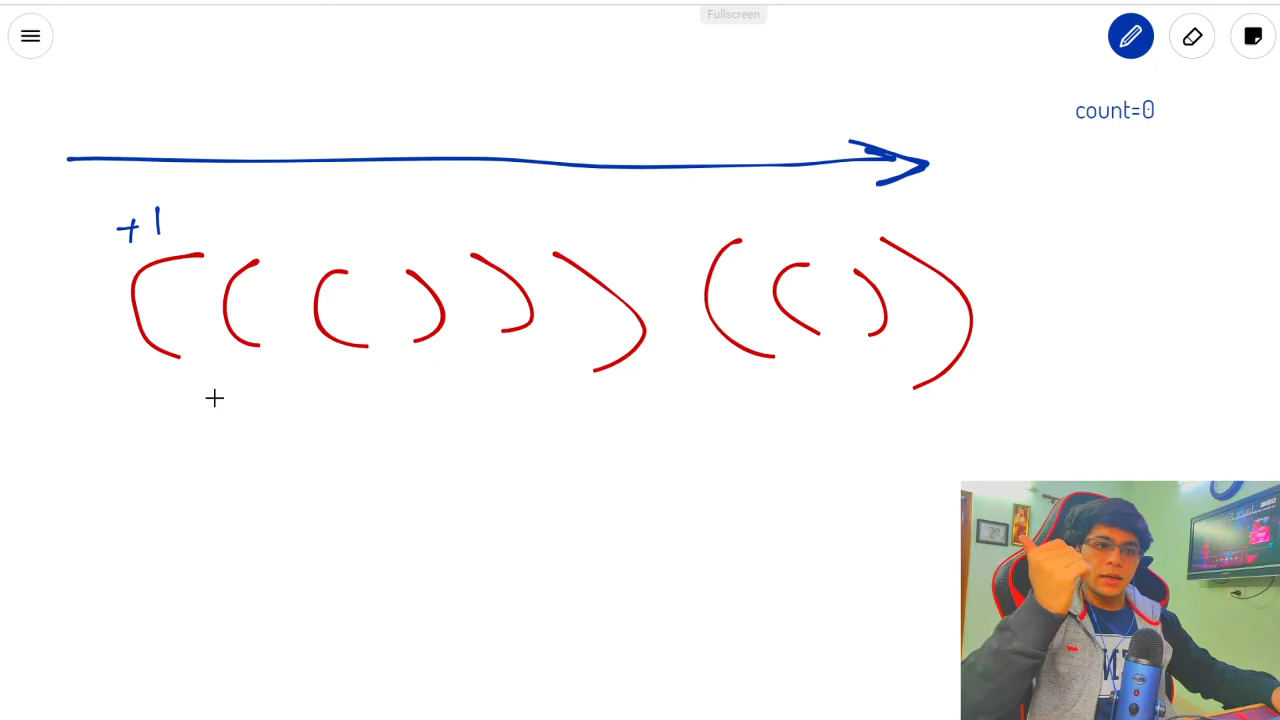 Fullscreen
count=0
+1
( ( ( ) ) ) ( ( ) )